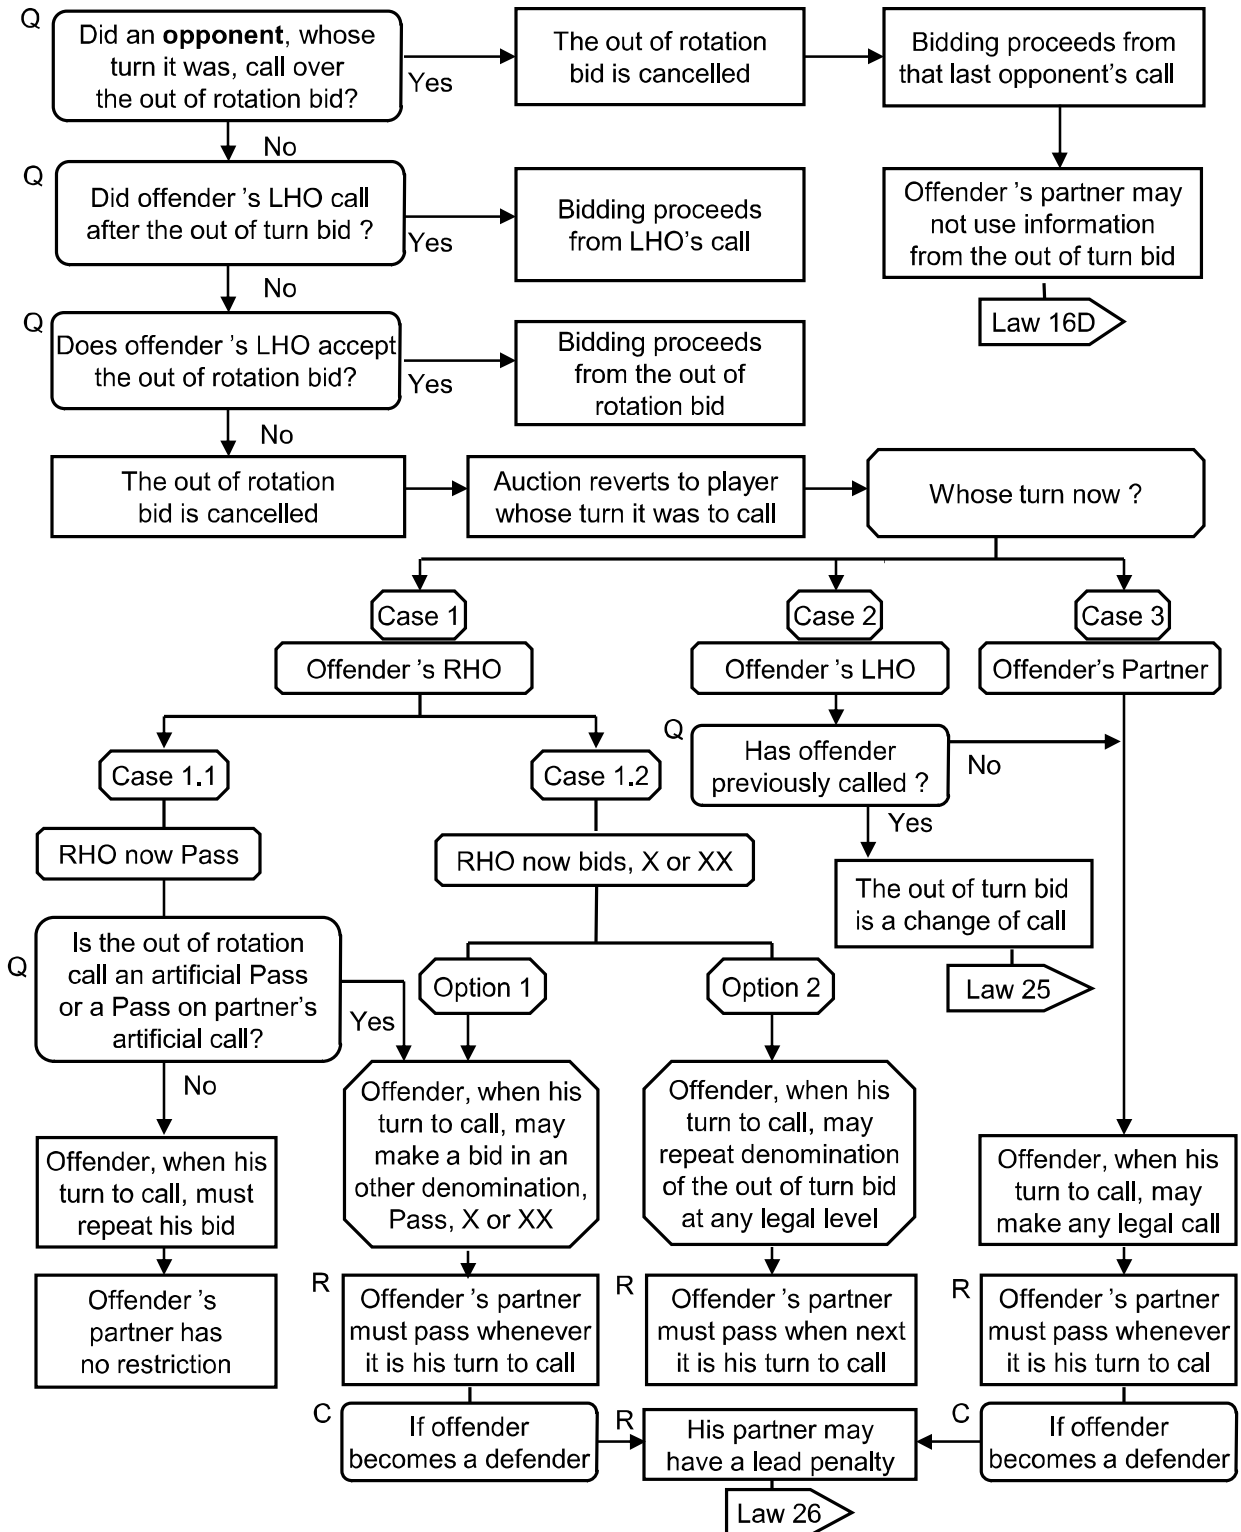 Q
Did an opponent, whose
turn it was, call over
the out of rotation bid?
Yes
The out of rotation
bid is cancelled
Bidding proceeds from
that last opponent's call
No
Offender 's partner may
not use information
from the out of turn bid
Law 16D
Q
Did offender 's LHO call
after the out of turn bid ?
Yes
Bidding proceeds
from LHO's call
No
Q
Does offender 's LHO accept
the out of rotation bid?
Yes
Bidding proceeds
from the out of
rotation bid
No
The out of rotation
bid is cancelled
Auction reverts to player
whose turn it was to call
Whose turn now ?
Case 1
Offender 's RHO
Case 2
Offender 's LHO
Case 3
Offender's Partner
Q
Has offender
previously called ?
No
Yes
The out of turn bid
is a change of call
Law 25
Case 1.1
RHO now Pass
Case 1.2
RHO now bids, X or XX
Q
Is the out of rotation
call an artificial Pass
or a Pass on partner's
artificial call?
Yes
No
Option 1
Option 2
Offender, when his
turn to call, must
repeat his bid
Offender 's
partner has
no restriction
Offender, when his
turn to call, may
make a bid in an
other denomination,
Pass, X or XX
Offender, when his
turn to call, may
repeat denomination
of the out of turn bid
at any legal level
Offender, when his
turn to call, may
make any legal call
R
Offender 's partner
must pass whenever
it is his turn to call
R
Offender 's partner
must pass when next
it is his turn to call
R
Offender 's partner
must pass whenever
it is his turn to cal
C
If offender
becomes a defender
R
His partner may
have a lead penalty
C
If offender
becomes a defender
Law 26